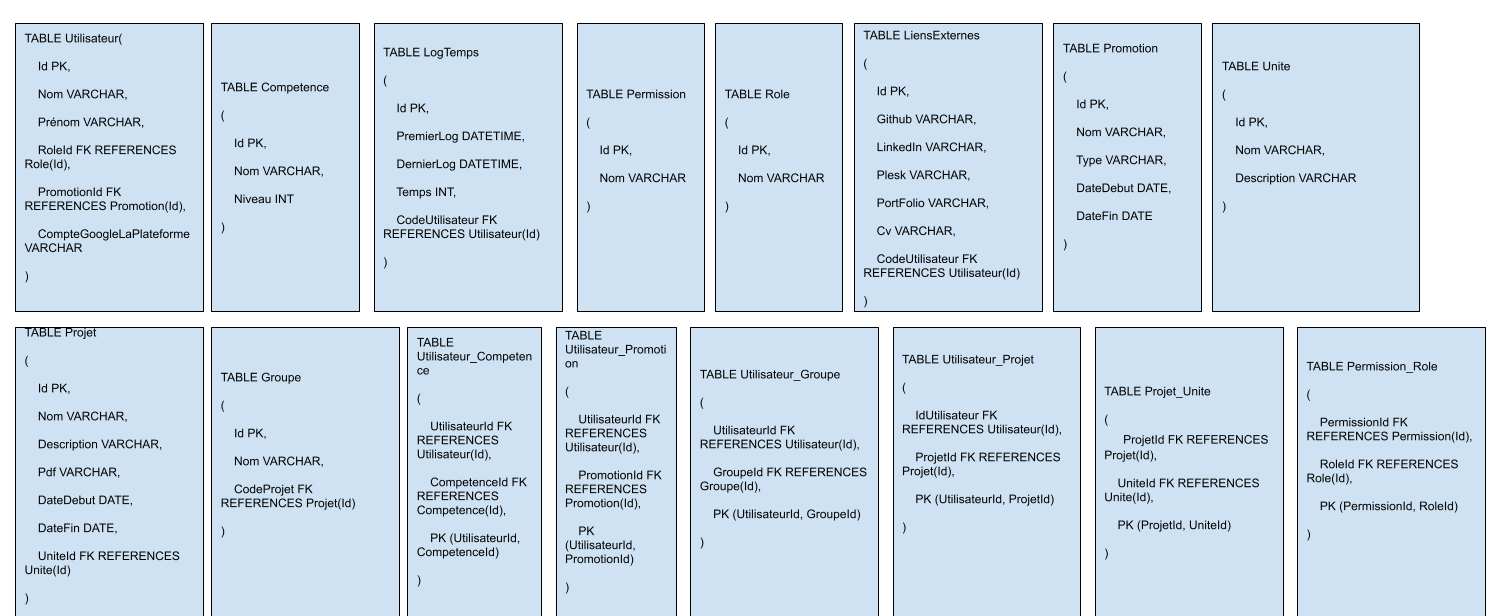 TABLE Utilisateur(
Id PK,
Nom VARCHAR,
Prénom VARCHAR,
RoleId FK REFERENCES
Role(Id),
PromotionId FK
REFERENCES Promotion(Id),
CompteGoogleLaPlateforme
VARCHAR
)
TABLE Competence
(
Id PK,
Nom VARCHAR,
Niveau INT
)
TABLE LogTemps
(
Id PK,
PremierLog DATETIME,
DernierLog DATETIME,
Temps INT,
CodeUtilisateur FK
REFERENCES Utilisateur(Id)
)
TABLE Permission
(
Id PK,
Nom VARCHAR
)
TABLE Role
(
Id PK,
Nom VARCHAR
)
TABLE LiensExternes
(
Id PK,
Github VARCHAR,
LinkedIn VARCHAR,
Plesk VARCHAR,
PortFolio VARCHAR,
Cv VARCHAR,
CodeUtilisateur FK
REFERENCES Utilisateur(Id)
)
TABLE Promotion
(
Id PK,
Nom VARCHAR,
Type VARCHAR,
DateDebut DATE,
DateFin DATE
)
TABLE Unite
(
Id PK,
Nom VARCHAR,
Description VARCHAR
)
TABLE Projet
(
Id PK,
Nom VARCHAR,
Description VARCHAR,
Pdf VARCHAR,
DateDebut DATE,
DateFin DATE,
UniteId FK REFERENCES
Unite(Id)
)
TABLE Groupe
(
Id PK,
Nom VARCHAR,
CodeProjet FK
REFERENCES Projet(Id)
)
TABLE
Utilisateur_Competen
ce
(
UtilisateurId FK
REFERENCES
Utilisateur(Id),
CompetenceId FK
REFERENCES
Competence(Id),
PK (UtilisateurId,
CompetenceId)
)
TABLE
Utilisateur_Promoti
on
(
UtilisateurId FK
REFERENCES
Utilisateur(Id),
PromotionId FK
REFERENCES
Promotion(Id),
PK
(UtilisateurId,
PromotionId)
)
TABLE Utilisateur_Groupe
(
UtilisateurId FK
REFERENCES Utilisateur(Id),
GroupeId FK REFERENCES
Groupe(Id),
PK (UtilisateurId, GroupeId)
)
TABLE Utilisateur_Projet
(
IdUtilisateur FK
REFERENCES Utilisateur(Id),
ProjetId FK REFERENCES
Projet(Id),
PK (UtilisateurId, ProjetId)
)
TABLE Projet_Unite
(
ProjetId FK REFERENCES
Projet(Id),
UniteId FK REFERENCES
Unite(Id),
PK (ProjetId, UniteId)
)
TABLE Permission_Role
(
PermissionId FK
REFERENCES Permission(Id),
RoleId FK REFERENCES
Role(Id),
PK (PermissionId, RoleId)
)